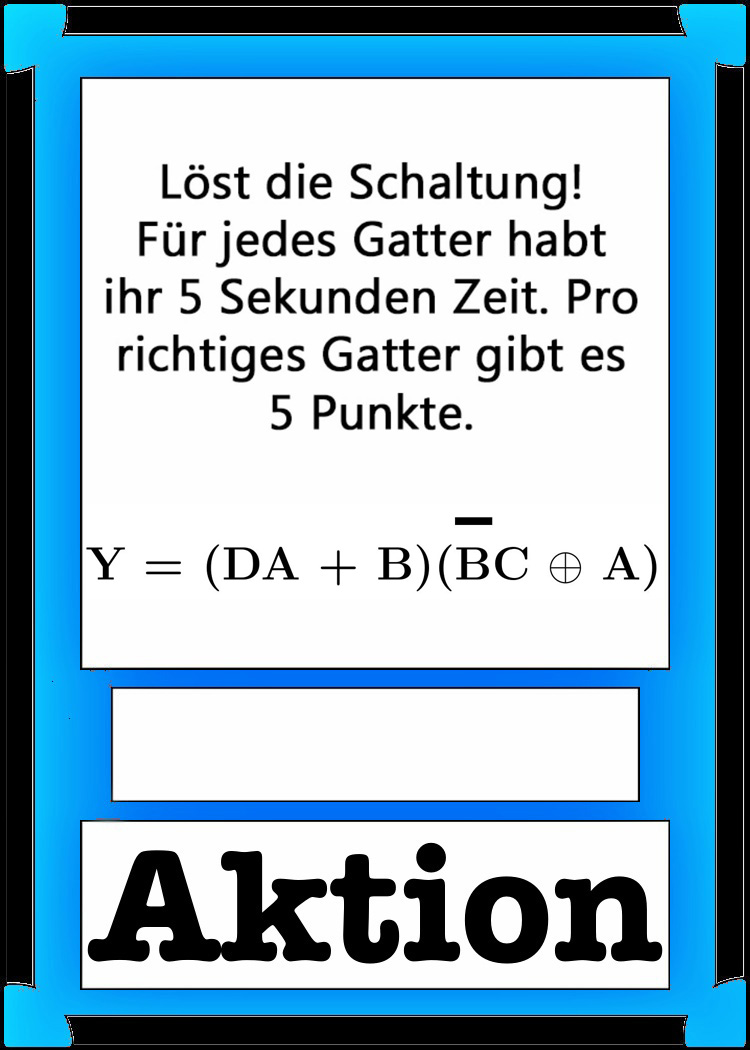 Löst die Schaltung!
Für jedes Gatter habt
ihr 5 Sekunden Zeit. Pro
richtiges Gatter gibt es
5 Punkte.
Y = (DA + B)(B̅C ⊕ A)
Aktion